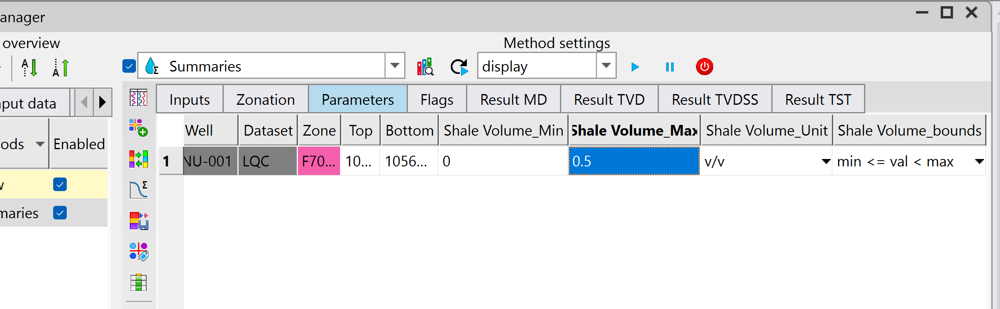 anager
overview
Method settings
Summaries
display
Inputs Zonation Parameters Flags Result MD Result TVD Result TVDSS Result TST
nput data
Well Dataset Zone Top Bottom Shale Volume_Min Shale Volume_Max Shale Volume_Unit Shale Volume_bounds
ods Enabled
1 NU-001 LQC F70... 10... 1056... 0 0.5 v/v min <= val < max
w
maries